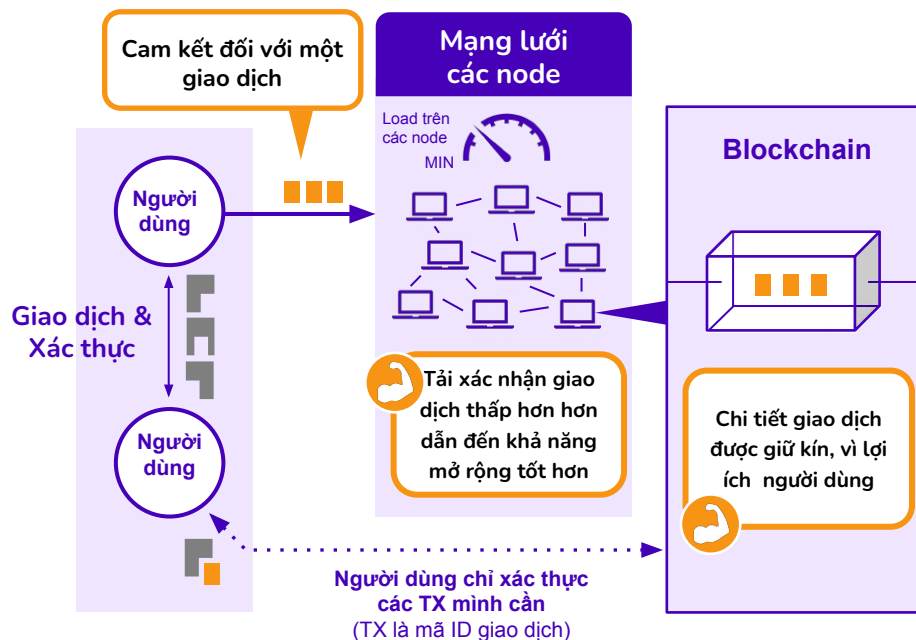 Cam kết đối với một
giao dịch
Mạng lưới
các node
Load trên
các node
MIN
Blockchain
Người
dùng
Giao dịch &
Xác thực
Người
dùng
Tải xác nhận giao
dịch thấp hơn hơn
dẫn đến khả năng
mở rộng tốt hơn
Chi tiết giao dịch
được giữ kín, vì lợi
ích người dùng
Người dùng chỉ xác thực
các TX mình cần
(TX là mã ID giao dịch)